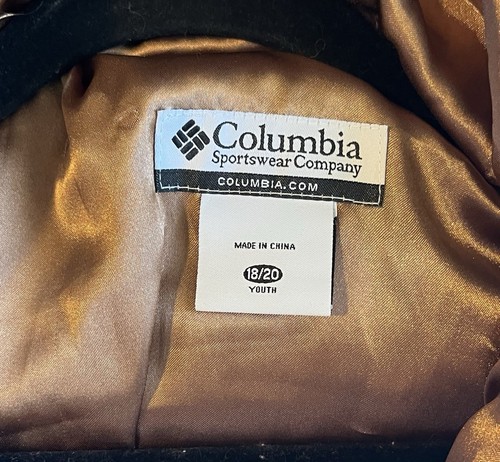 Columbia
Sportswear Company
COLUMBIA.COM
MADE IN CHINA
18/20
YOUTH